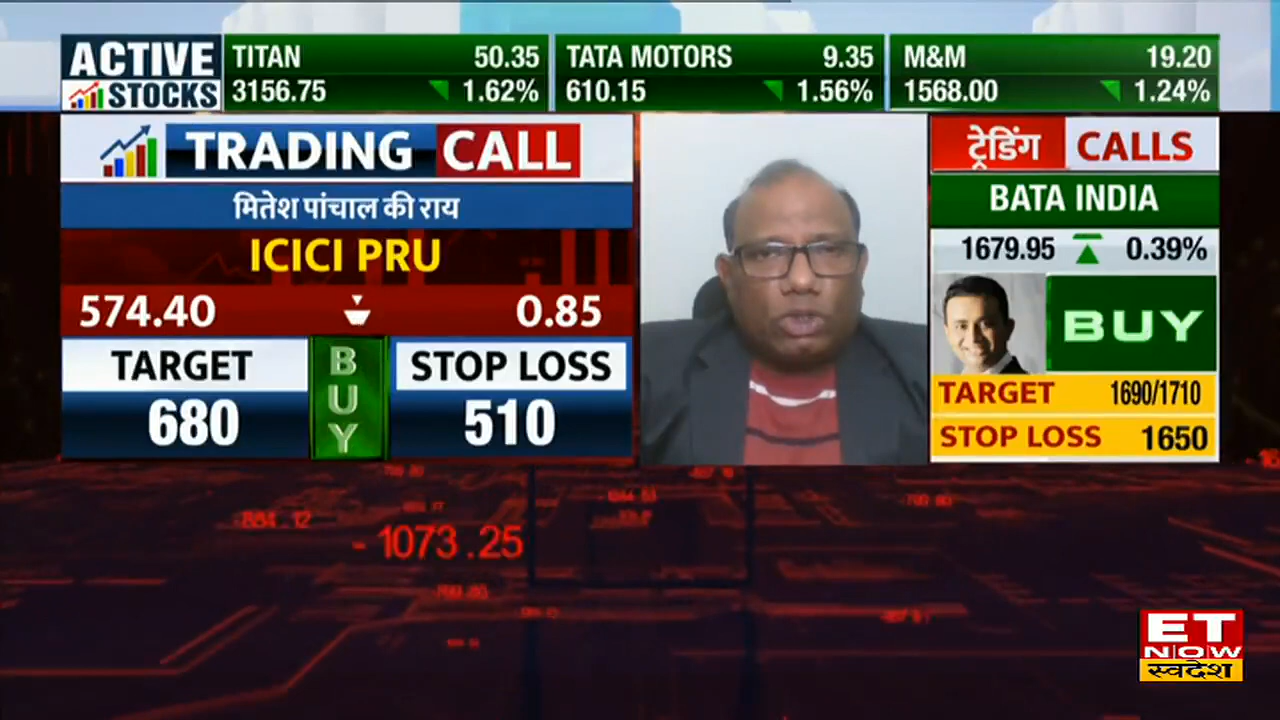 ACTIVE STOCKS
TITAN 50.35
3156.75 1.62%
TATA MOTORS 9.35
610.15 1.56%
M&M 19.20
1568.00 1.24%
TRADING CALL
मितेश पांचाल की राय
ICICI PRU
574.40 0.85
TARGET BUY STOP LOSS
680 510
ट्रेडिंग CALLS
BATA INDIA
1679.95 0.39%
BUY
TARGET 1690/1710
STOP LOSS 1650
- 1073.25
ET
NOW
स्वदेश